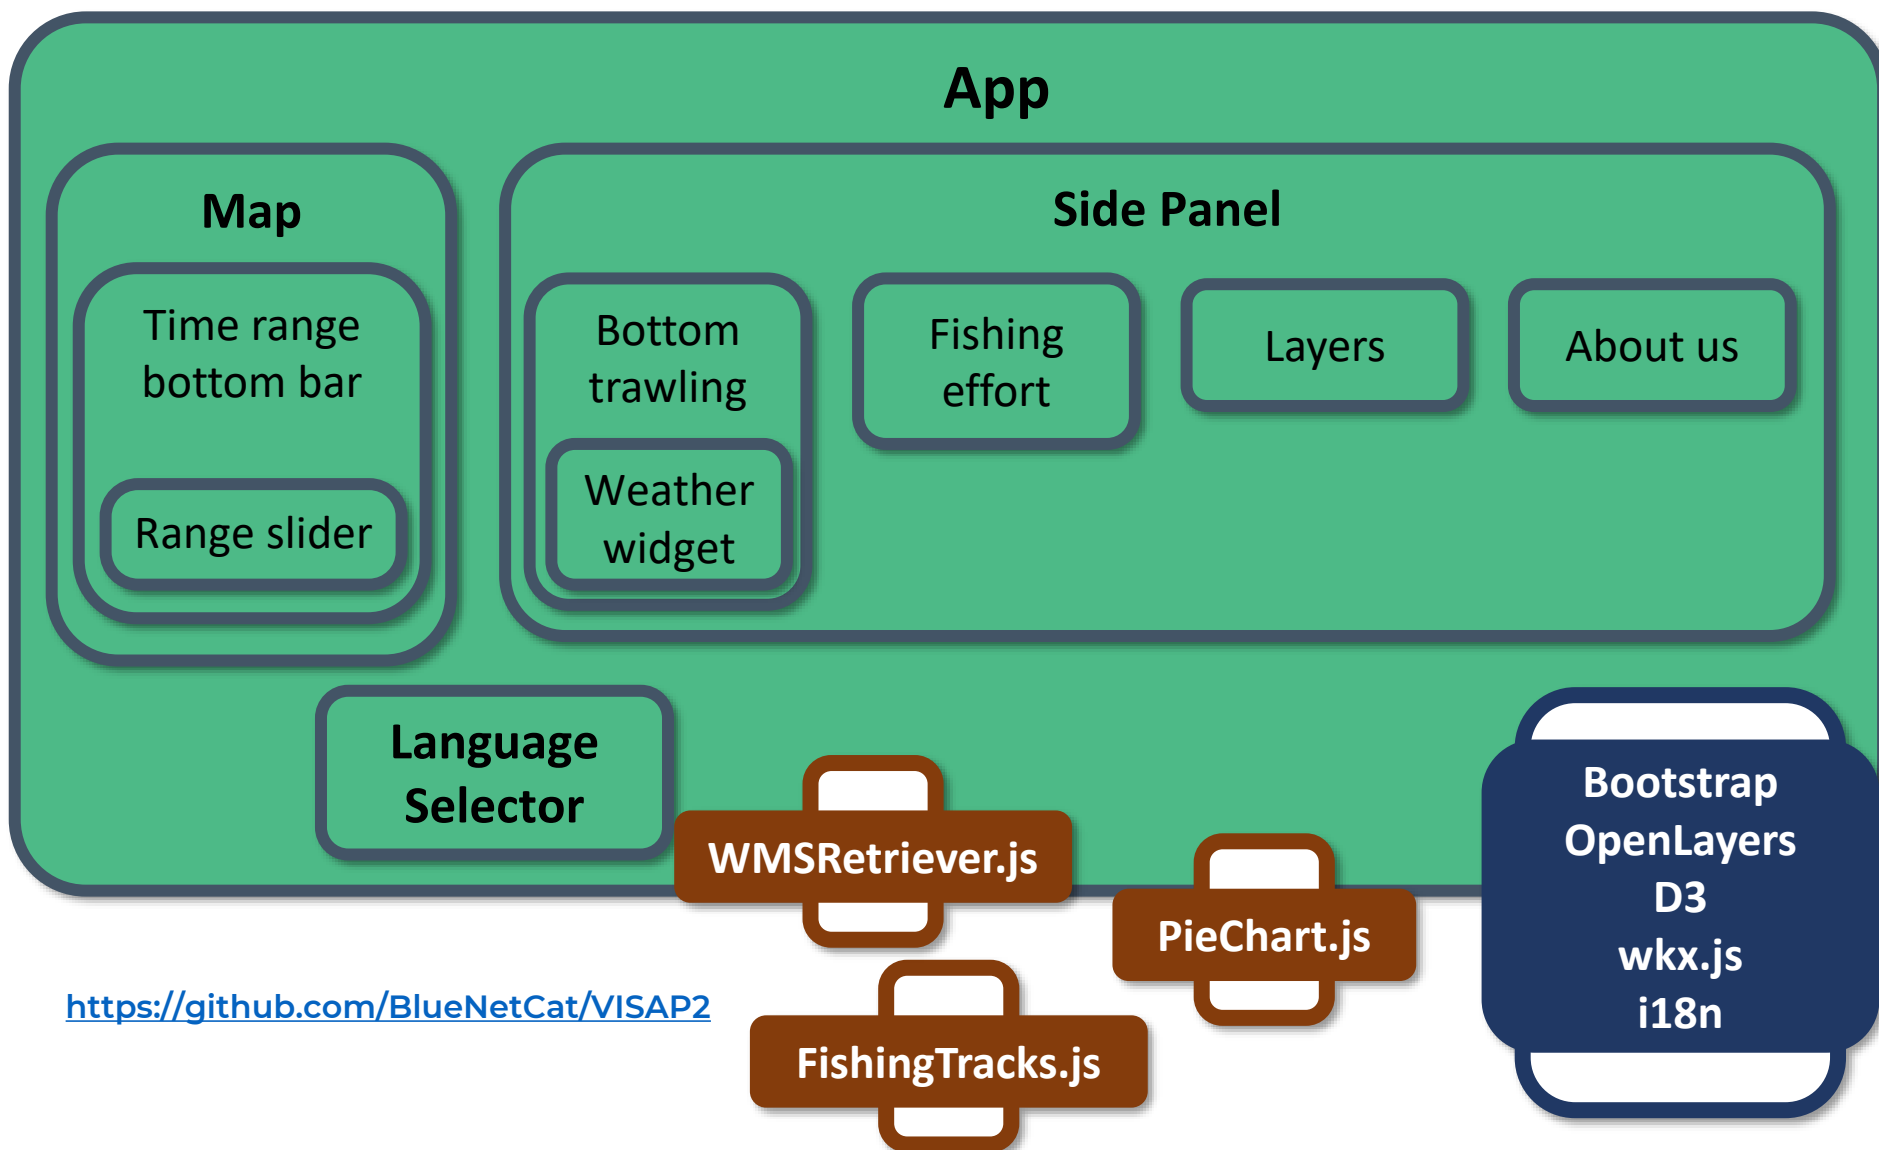 App
Map
Time range
bottom bar
Range slider
Side Panel
Bottom
trawling
Weather
widget
Fishing
effort
Layers
About us
Language
Selector
WMSRetriever.js
PieChart.js
FishingTracks.js
Bootstrap
OpenLayers
D3
wkx.js
i18n
https://github.com/BlueNetCat/VISAP2